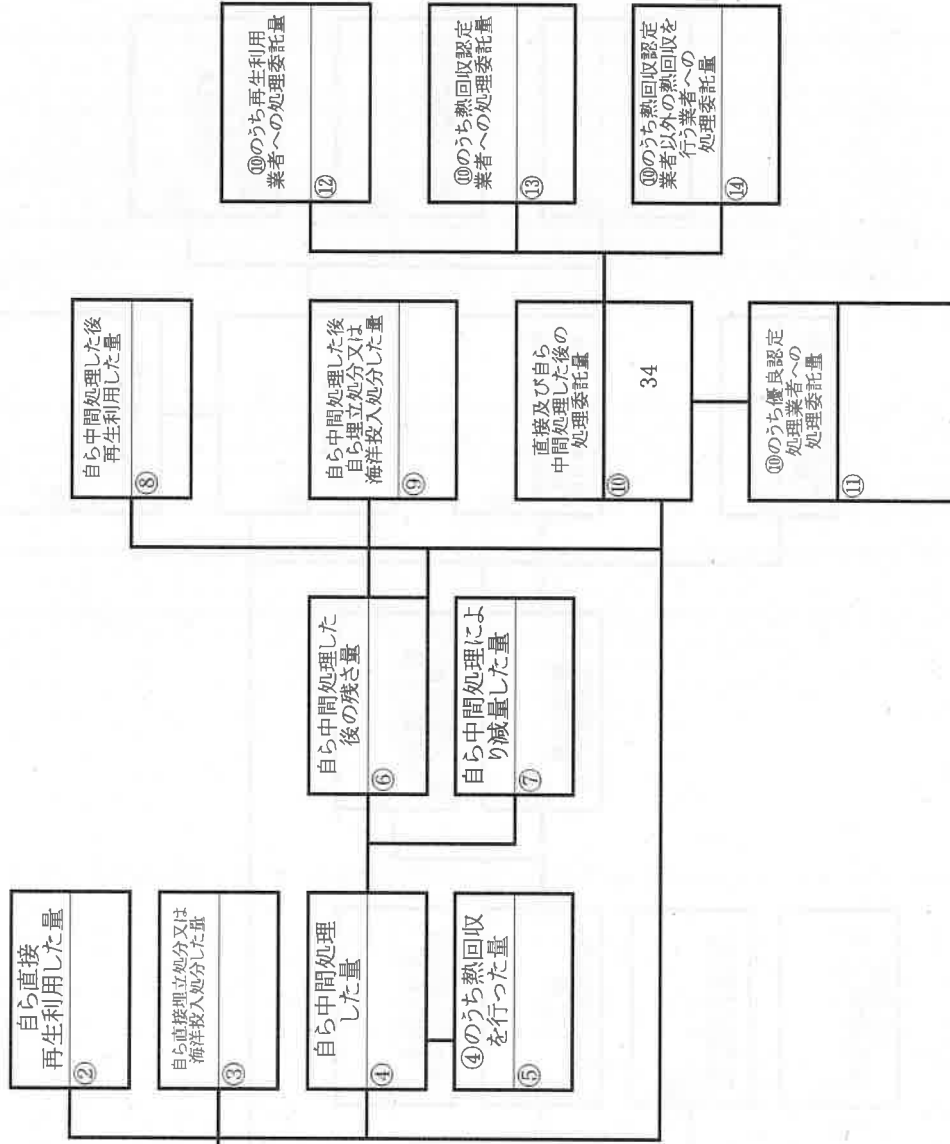 自ら直接
再生利用した量
②
自ら直接埋立処分又は
海洋投入処分した量
③
自ら中間処理
した量
④
④のうち熱回収
を行った量
⑤
自ら中間処理した
後の残さ量
⑥
自ら中間処理によ
り減量した量
⑦
自ら中間処理した後
再生利用した量
⑧
自ら中間処理した後
自ら埋立処分又は
海洋投入処分した量
⑨
直接及び自ら
中間処理した後の
処理委託量
⑩
34
⑩のうち優良認定
処理業者への
処理委託量
⑪
⑩のうち再生利用
業者への処理委託量
⑫
⑩のうち熱回収認定
業者への処理委託量
⑬
⑩のうち熱回収認定
業者以外の熱回収を
行う業者への
処理委託量
⑭